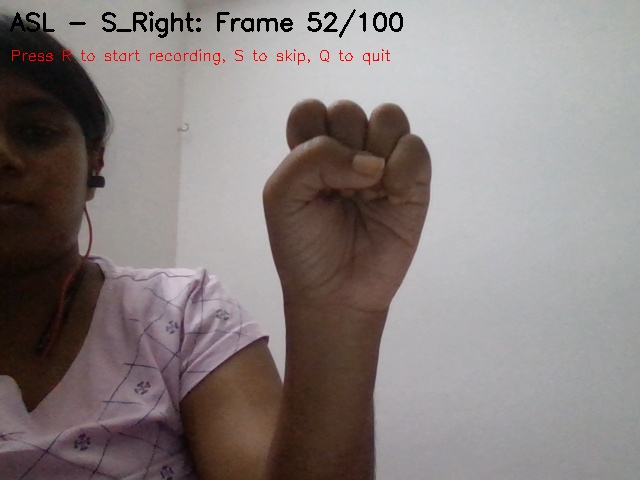 ASL - S_Right: Frame 52/100
Press R to start recording, S to skip, Q to quit